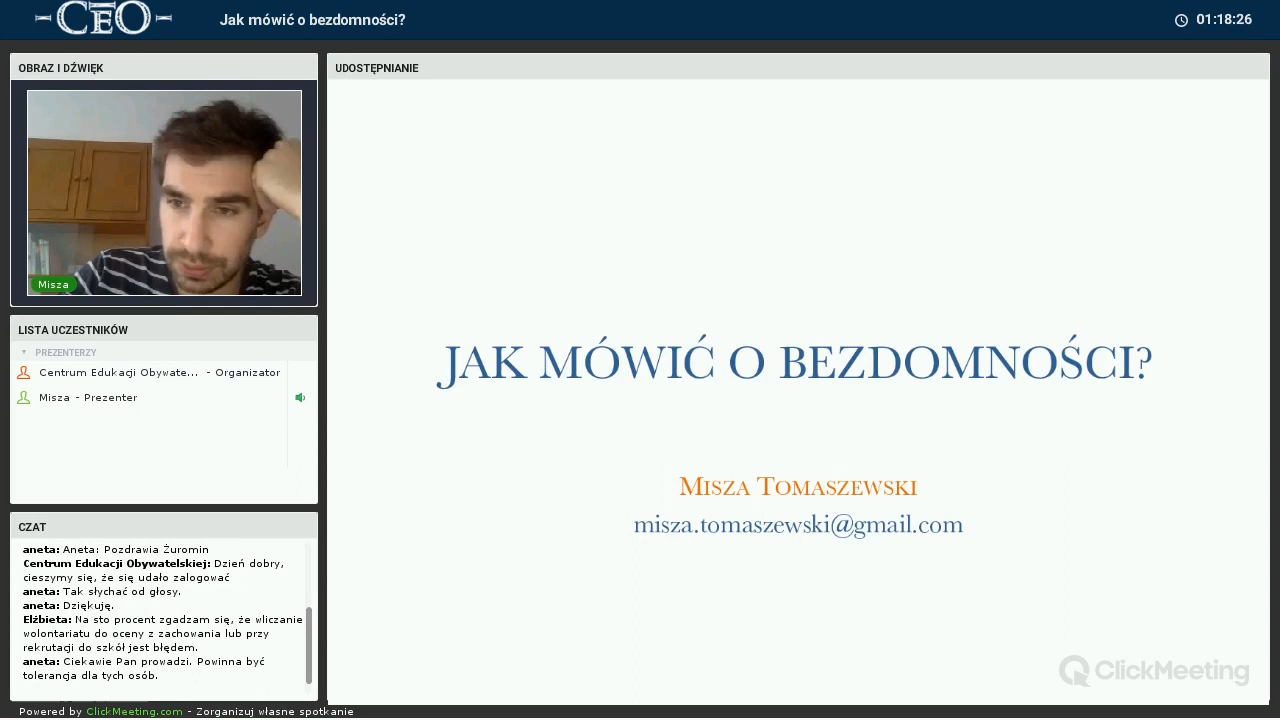 CEO
Jak mówić o bezdomności?
01:18:26
OBRAZ I DŹWIĘK
Misza
LISTA UCZESTNIKÓW
PREZENTERZY
Centrum Edukacji Obywate... - Organizator
Misza - Prezenter
CZAT
aneta: Aneta: Pozdrawia Żuromin
Centrum Edukacji Obywatelskiej: Dzień dobry,
cieszymy się, że się udało zalogować
aneta: Tak słychać od głosy.
aneta: Dziękuję.
Elżbieta: Na sto procent zgadzam się, że wliczanie
wolontariatu do oceny z zachowania lub przy
rekrutacji do szkół jest błędem.
aneta: Ciekawie Pan prowadzi. Powinna być
tolerancja dla tych osób.
Powered by ClickMeeting.com - Zorganizuj własne spotkanie
UDOSTĘPNIANIE
JAK MÓWIĆ O BEZDOMNOŚCI?
MISZA TOMASZEWSKI
misza.tomaszewski@gmail.com
ClickMeeting